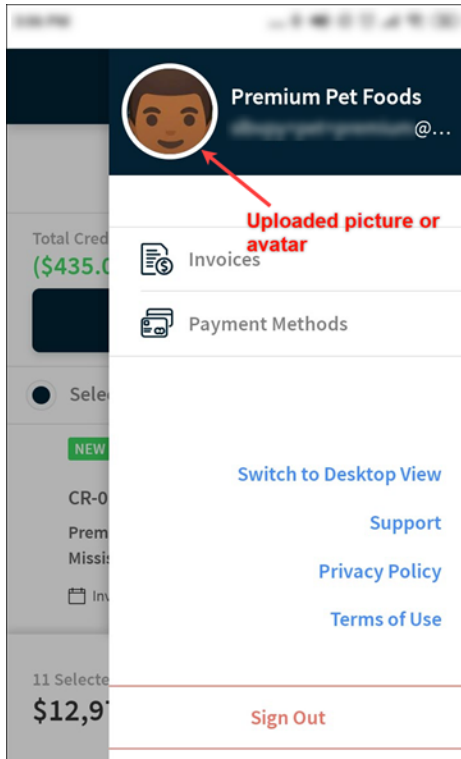 Premium Pet Foods
@...
Uploaded picture or
avatar
Total Cred
($435.0
Invoices
Payment Methods
Sele
NEW
CR-0
Prem
Missis
Inv
Switch to Desktop View
Support
Privacy Policy
Terms of Use
11 Selecte
$12,97
Sign Out